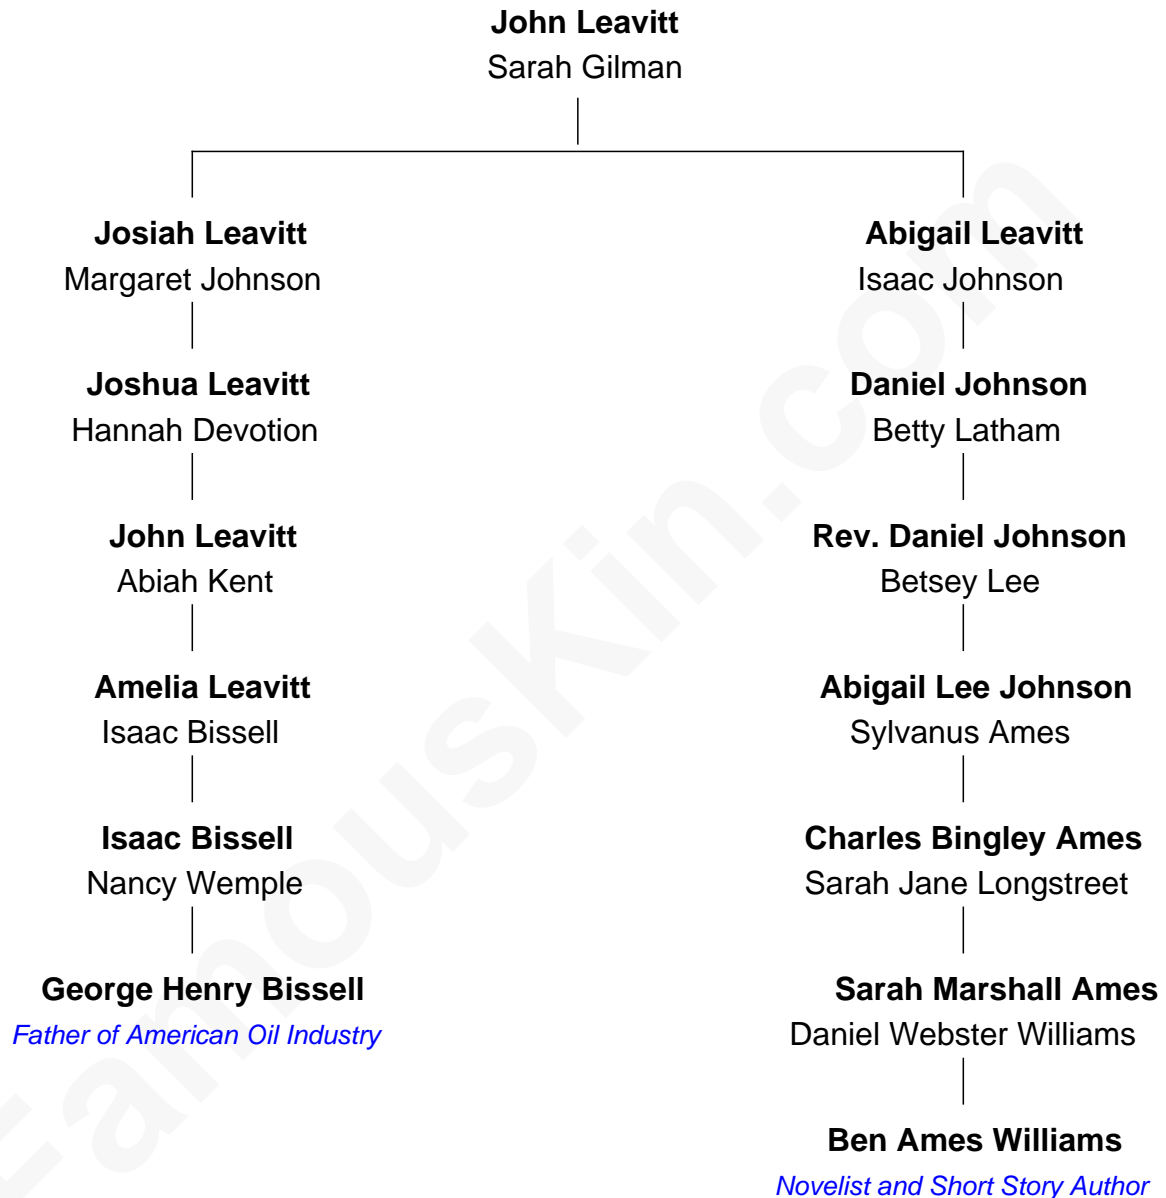 John Leavitt
Sarah Gilman
Josiah Leavitt
Margaret Johnson
Abigail Leavitt
Isaac Johnson
Joshua Leavitt
Hannah Devotion
Daniel Johnson
Betty Latham
John Leavitt
Abiah Kent
Rev. Daniel Johnson
Betsey Lee
Amelia Leavitt
Isaac Bissell
Abigail Lee Johnson
Sylvanus Ames
Isaac Bissell
Nancy Wemple
Charles Bingley Ames
Sarah Jane Longstreet
George Henry Bissell
Father of American Oil Industry
Sarah Marshall Ames
Daniel Webster Williams
Ben Ames Williams
Novelist and Short Story Author
FamousKin.com